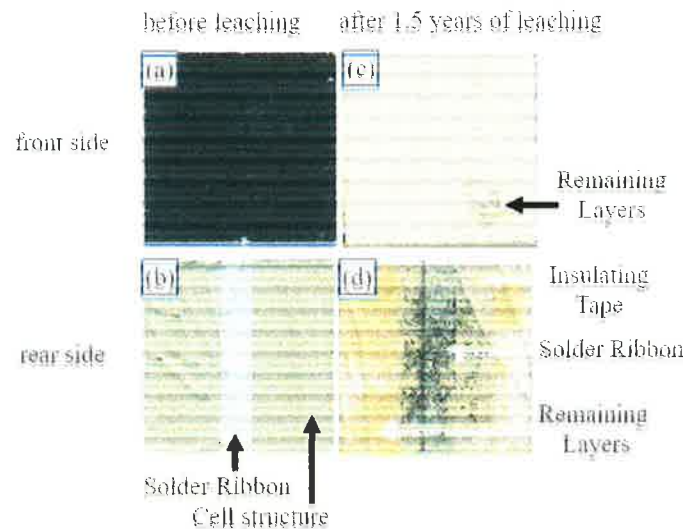 before leaching
after 1.5 years of leaching
(a)
(c)
front side
Remaining
Layers
(b)
(d)
Insulating
Tape
rear side
Solder Ribbon
Remaining
Layers
Solder Ribbon
Cell structure